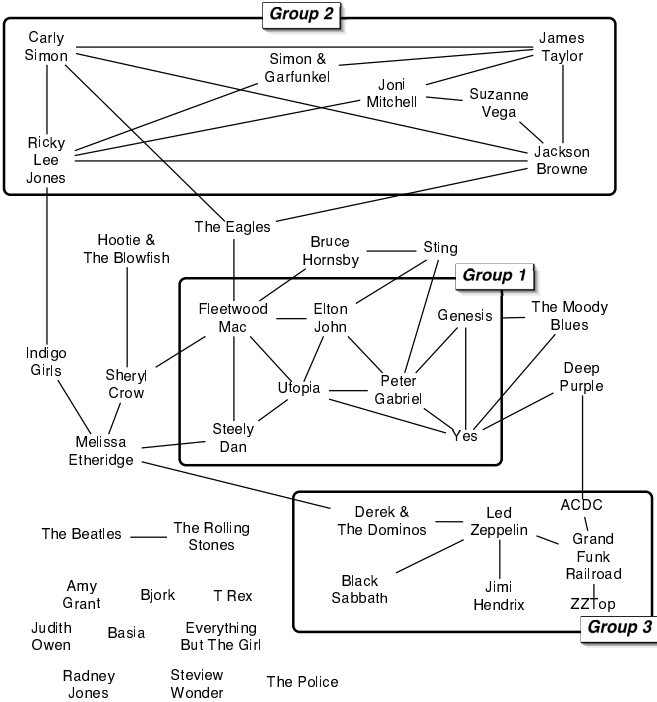 Group 2
Carly
Simon
James
Taylor
Simon &
Garfunkel
Joni
Mitchell
Suzanne
Vega
Ricky
Lee
Jones
Jackson
Browne
The Eagles
Hootie &
The Blowfish
Bruce
Hornsby
Sting
Group 1
Fleetwood
Mac
Elton
John
Genesis
The Moody
Blues
Indigo
Girls
Sheryl
Crow
Utopia
Peter
Gabriel
Deep
Purple
Melissa
Etheridge
Steely
Dan
Yes
Derek &
The Dominos
Led
Zeppelin
ACDC
Grand
Funk
Railroad
The Beatles
The Rolling
Stones
Black
Sabbath
Jimi
Hendrix
ZZTop
Group 3
Amy
Grant
Bjork
T Rex
Judith
Owen
Basia
Everything
But The Girl
Radney
Jones
Steview
Wonder
The Police